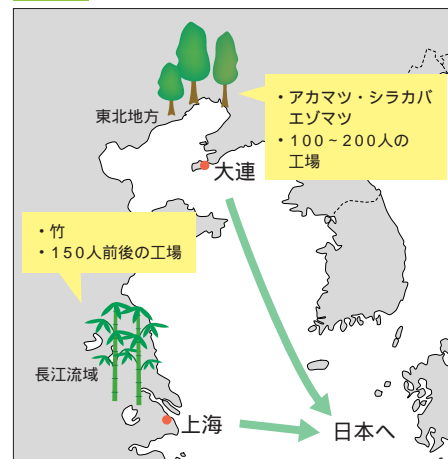 ・アカマツ・シラカバ
エゾマツ
・100~200人の
工場
東北地方
大連
・竹
・150人前後の工場
長江流域
上海
日本へ